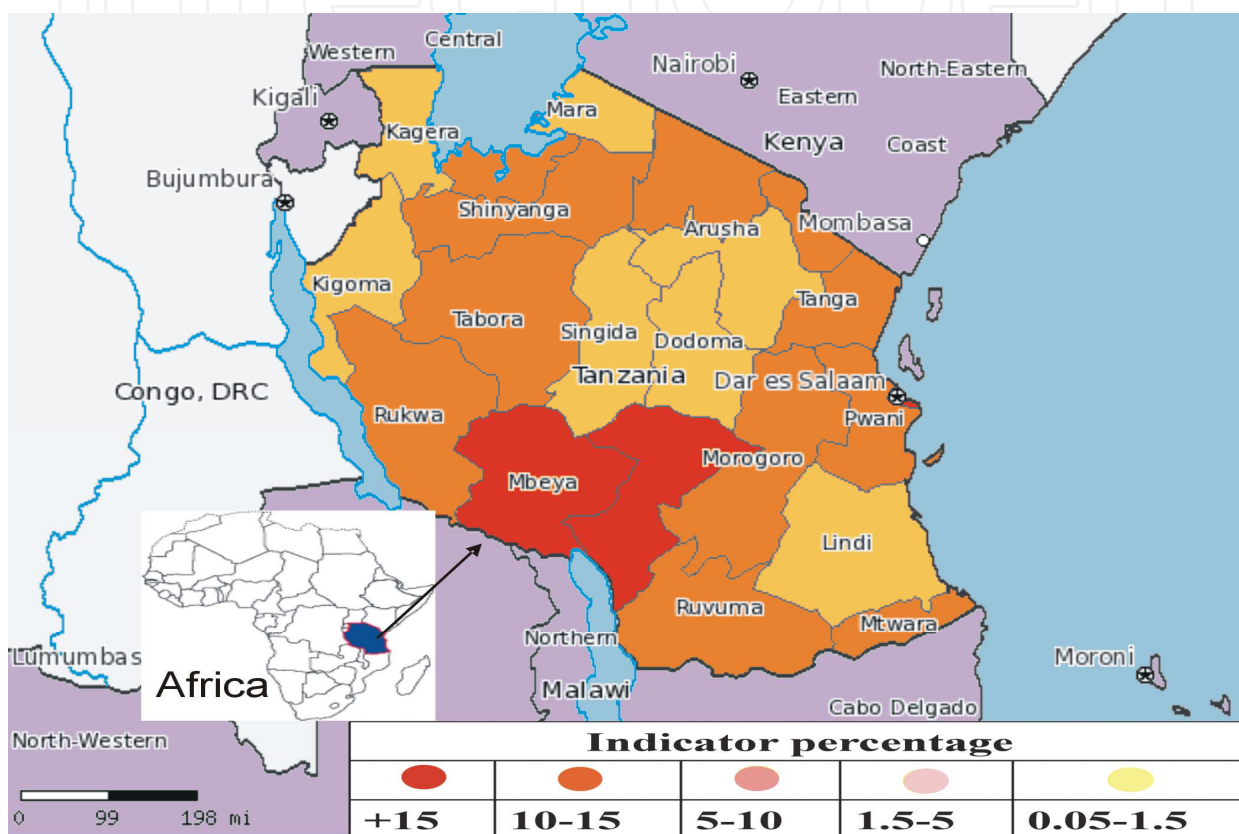 Western
Central
Nairobi
North-Eastern
Kigali
Eastern
Mara
Kagera
Kenya
Coast
Bujumbura
Shinyanga
Mombasa
Arusha
Kigoma
Tanga
Tabora
Singida
Dodoma
Congo, DRC
Tanzania
Dar es Salaam
Rukwa
Pwani
Morogoro
Mbeya
Lindi
Ruvuma
Mtwara
Northern
Lumumbas
Moroni
Africa
Malawi
Cabo Delgado
North-Western
Indicator percentage
0 99 198 mi
+15 10-15 5-10 1.5-5 0.05-1.5